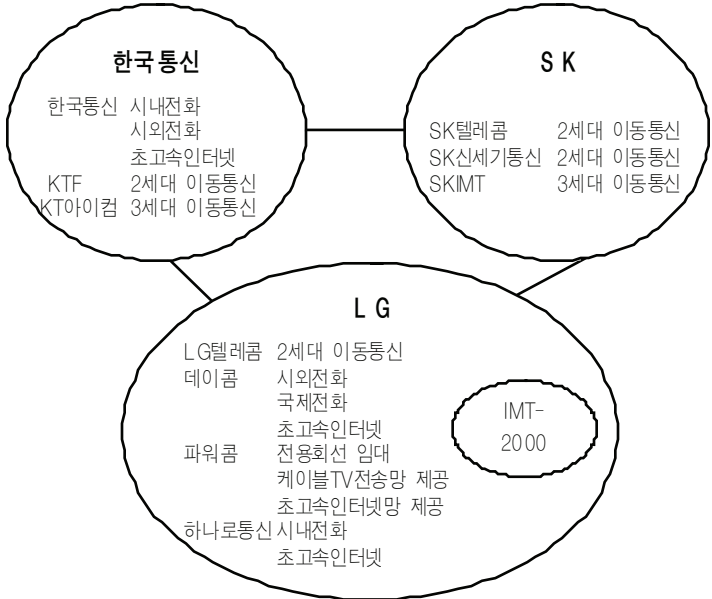 한국통신
한국통신 시내전화
시외전화
초고속인터넷
KTF 2세대 이동통신
KT아이컴 3세대 이동통신
SK
SK텔레콤 2세대 이동통신
SK신세기통신 2세대 이동통신
SKIMT 3세대 이동통신
LG
LG텔레콤 2세대 이동통신
데이콤 시외전화
국제전화
초고속인터넷
파워콤 전용회선 임대
케이블TV전송망 제공
초고속인터넷망 제공
하나로통신 시내전화
초고속인터넷
IMT-
2000